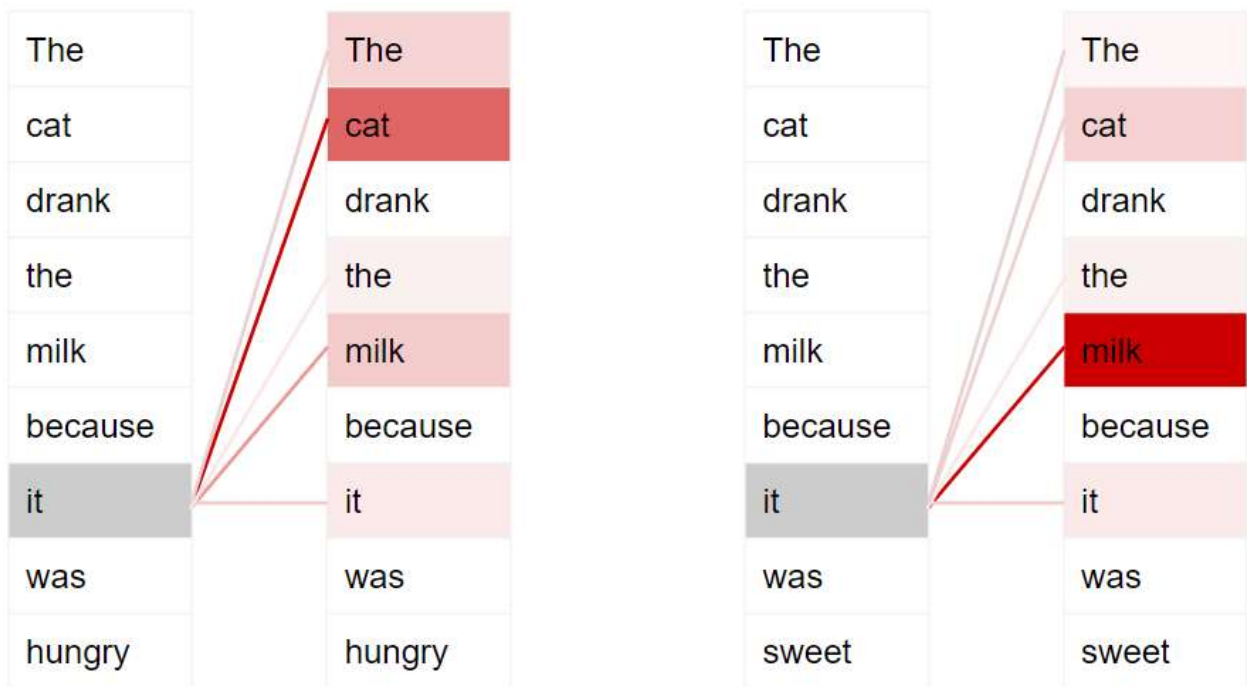 The The The The
cat cat cat cat
drank drank drank drank
the the the the
milk milk milk milk
because because because because
it it it it
was was was was
hungry hungry sweet sweet